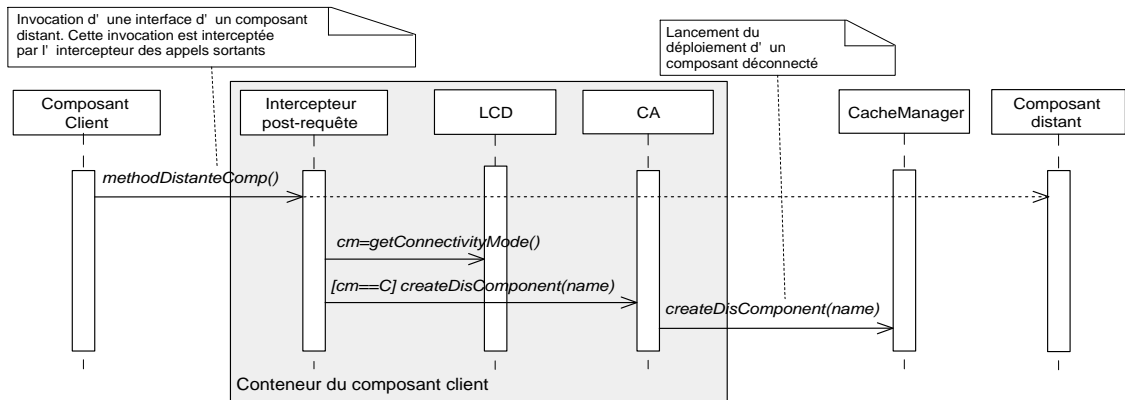 Invocation d' une interface d' un composant
distant. Cette invocation est interceptée
par l' intercepteur des appels sortants
Lancement du
déploiement d' un
composant déconnecté
Composant
Client
Intercepteur
post-requête
LCD
CA
CacheManager
Composant
distant
methodDistanteComp()
cm=getConnectivityMode()
[cm==C] createDisComponent(name)
createDisComponent(name)
Conteneur du composant client